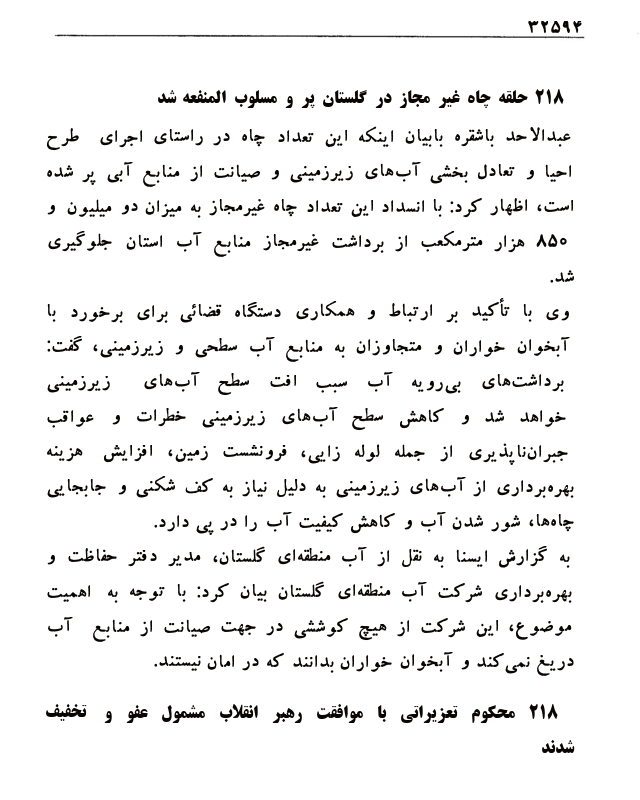 ۳۲۵۹۴
۲۱۸ حلقه چاه غیر مجاز در گلستان پر و مسلوب المنفعه شد
عبدالاحد باشقره بابیان اینکه این تعداد چاه در راستای اجرای طرح
احیا و تعادل بخشی آب‌های زیرزمینی و صیانت از منابع آبی پر شده
است، اظهار کرد: با انسداد این تعداد چاه غیرمجاز به میزان دو میلیون و
۸۵۰ هزار مترمکعب از برداشت غیرمجاز منابع آب استان جلوگیری
شد.
وی با تأکید بر ارتباط و همکاری دستگاه قضائی برای برخورد با
آبخوان خواران و متجاوزان به منابع آب سطحی و زیرزمینی، گفت:
برداشت‌های بی‌رویه آب سبب افت سطح آب‌های زیرزمینی
خواهد شد و کاهش سطح آب‌های زیرزمینی خطرات و عواقب
جبران‌ناپذیری از جمله لوله زایی، فرونشست زمین، افزایش هزینه
بهره‌برداری از آب‌های زیرزمینی به دلیل نیاز به کف شکنی و جابجایی
چاه‌ها، شور شدن آب و کاهش کیفیت آب را در پی دارد.
به گزارش ایسنا به نقل از آب منطقه‌ای گلستان، مدیر دفتر حفاظت و
بهره‌برداری شرکت آب منطقه‌ای گلستان بیان کرد: با توجه به اهمیت
موضوع، این شرکت از هیچ کوششی در جهت صیانت از منابع آب
دریغ نمی‌کند و آبخوان خواران بدانند که در امان نیستند.
۲۱۸ محکوم تعزیراتی با موافقت رهبر انقلاب مشمول عفو و تخفیف
شدند